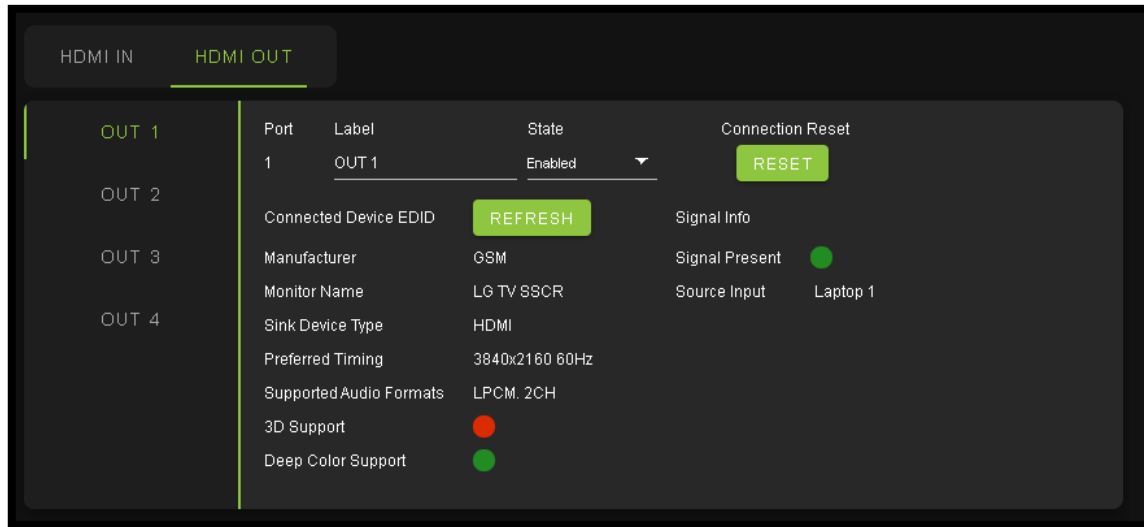 HDMI IN HDMI OUT
OUT 1
OUT 2
OUT 3
OUT 4
Port Label State Connection Reset
1 OUT 1 Enabled RESET
Connected Device EDID REFRESH Signal Info
Manufacturer GSM Signal Present
Monitor Name LG TV SSCR Source Input Laptop 1
Sink Device Type HDMI
Preferred Timing 3840x2160 60Hz
Supported Audio Formats LPCM. 2CH
3D Support
Deep Color Support